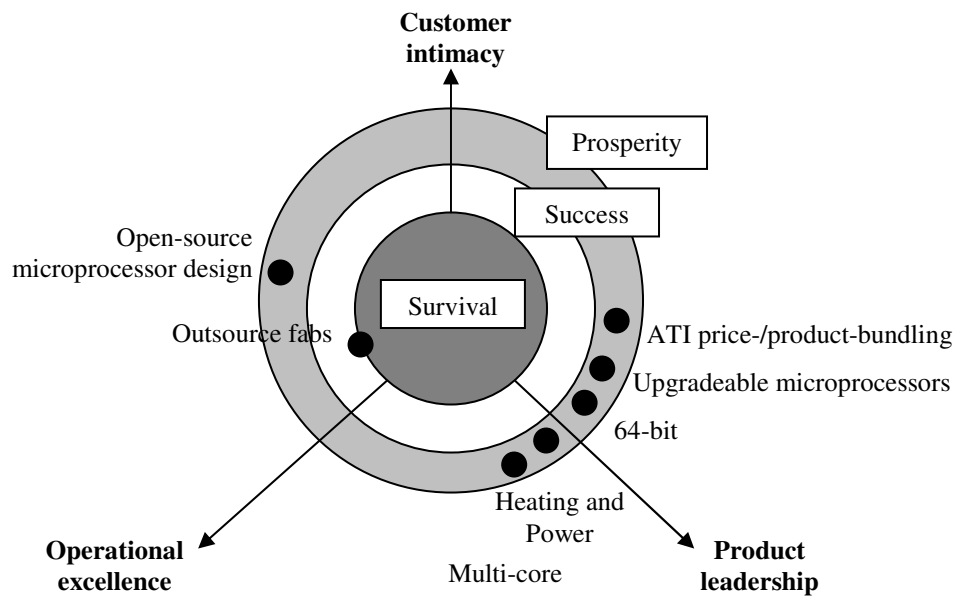 Customer
intimacy
Prosperity
Success
Open-source
microprocessor design
Survival
Outsource fabs
ATI price-/product-bundling
Upgradeable microprocessors
64-bit
Heating and
Power
Operational
excellence
Product
leadership
Multi-core